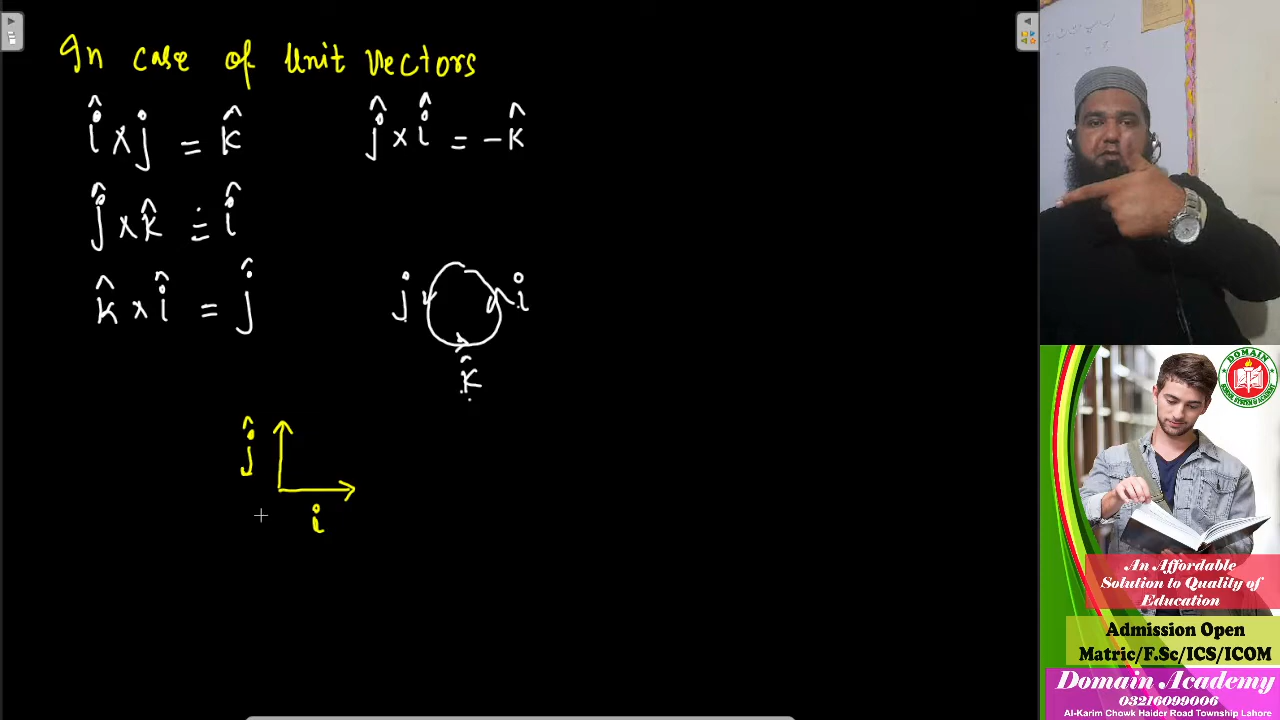 In case of Unit Vectors
î × j = k̂
ĵ × î = -k̂
ĵ × k̂ = î
k̂ × î = ĵ
j
i
k̂
ĵ
i
DOMAIN
An Affordable
Solution to Quality of
Education
Admission Open
Matric/F.Sc/ICS/ICOM
Domain Academy
03216099006
Al-Karim Chowk Haider Road Township Lahore